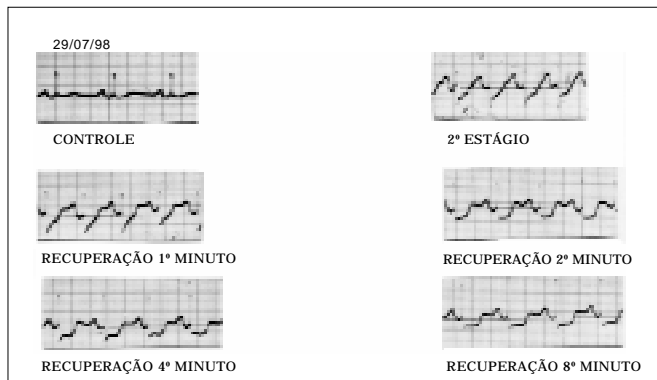 29/07/98
CONTROLE
2º ESTÁGIO
RECUPERAÇÃO 1º MINUTO
RECUPERAÇÃO 2º MINUTO
RECUPERAÇÃO 4º MINUTO
RECUPERAÇÃO 8º MINUTO